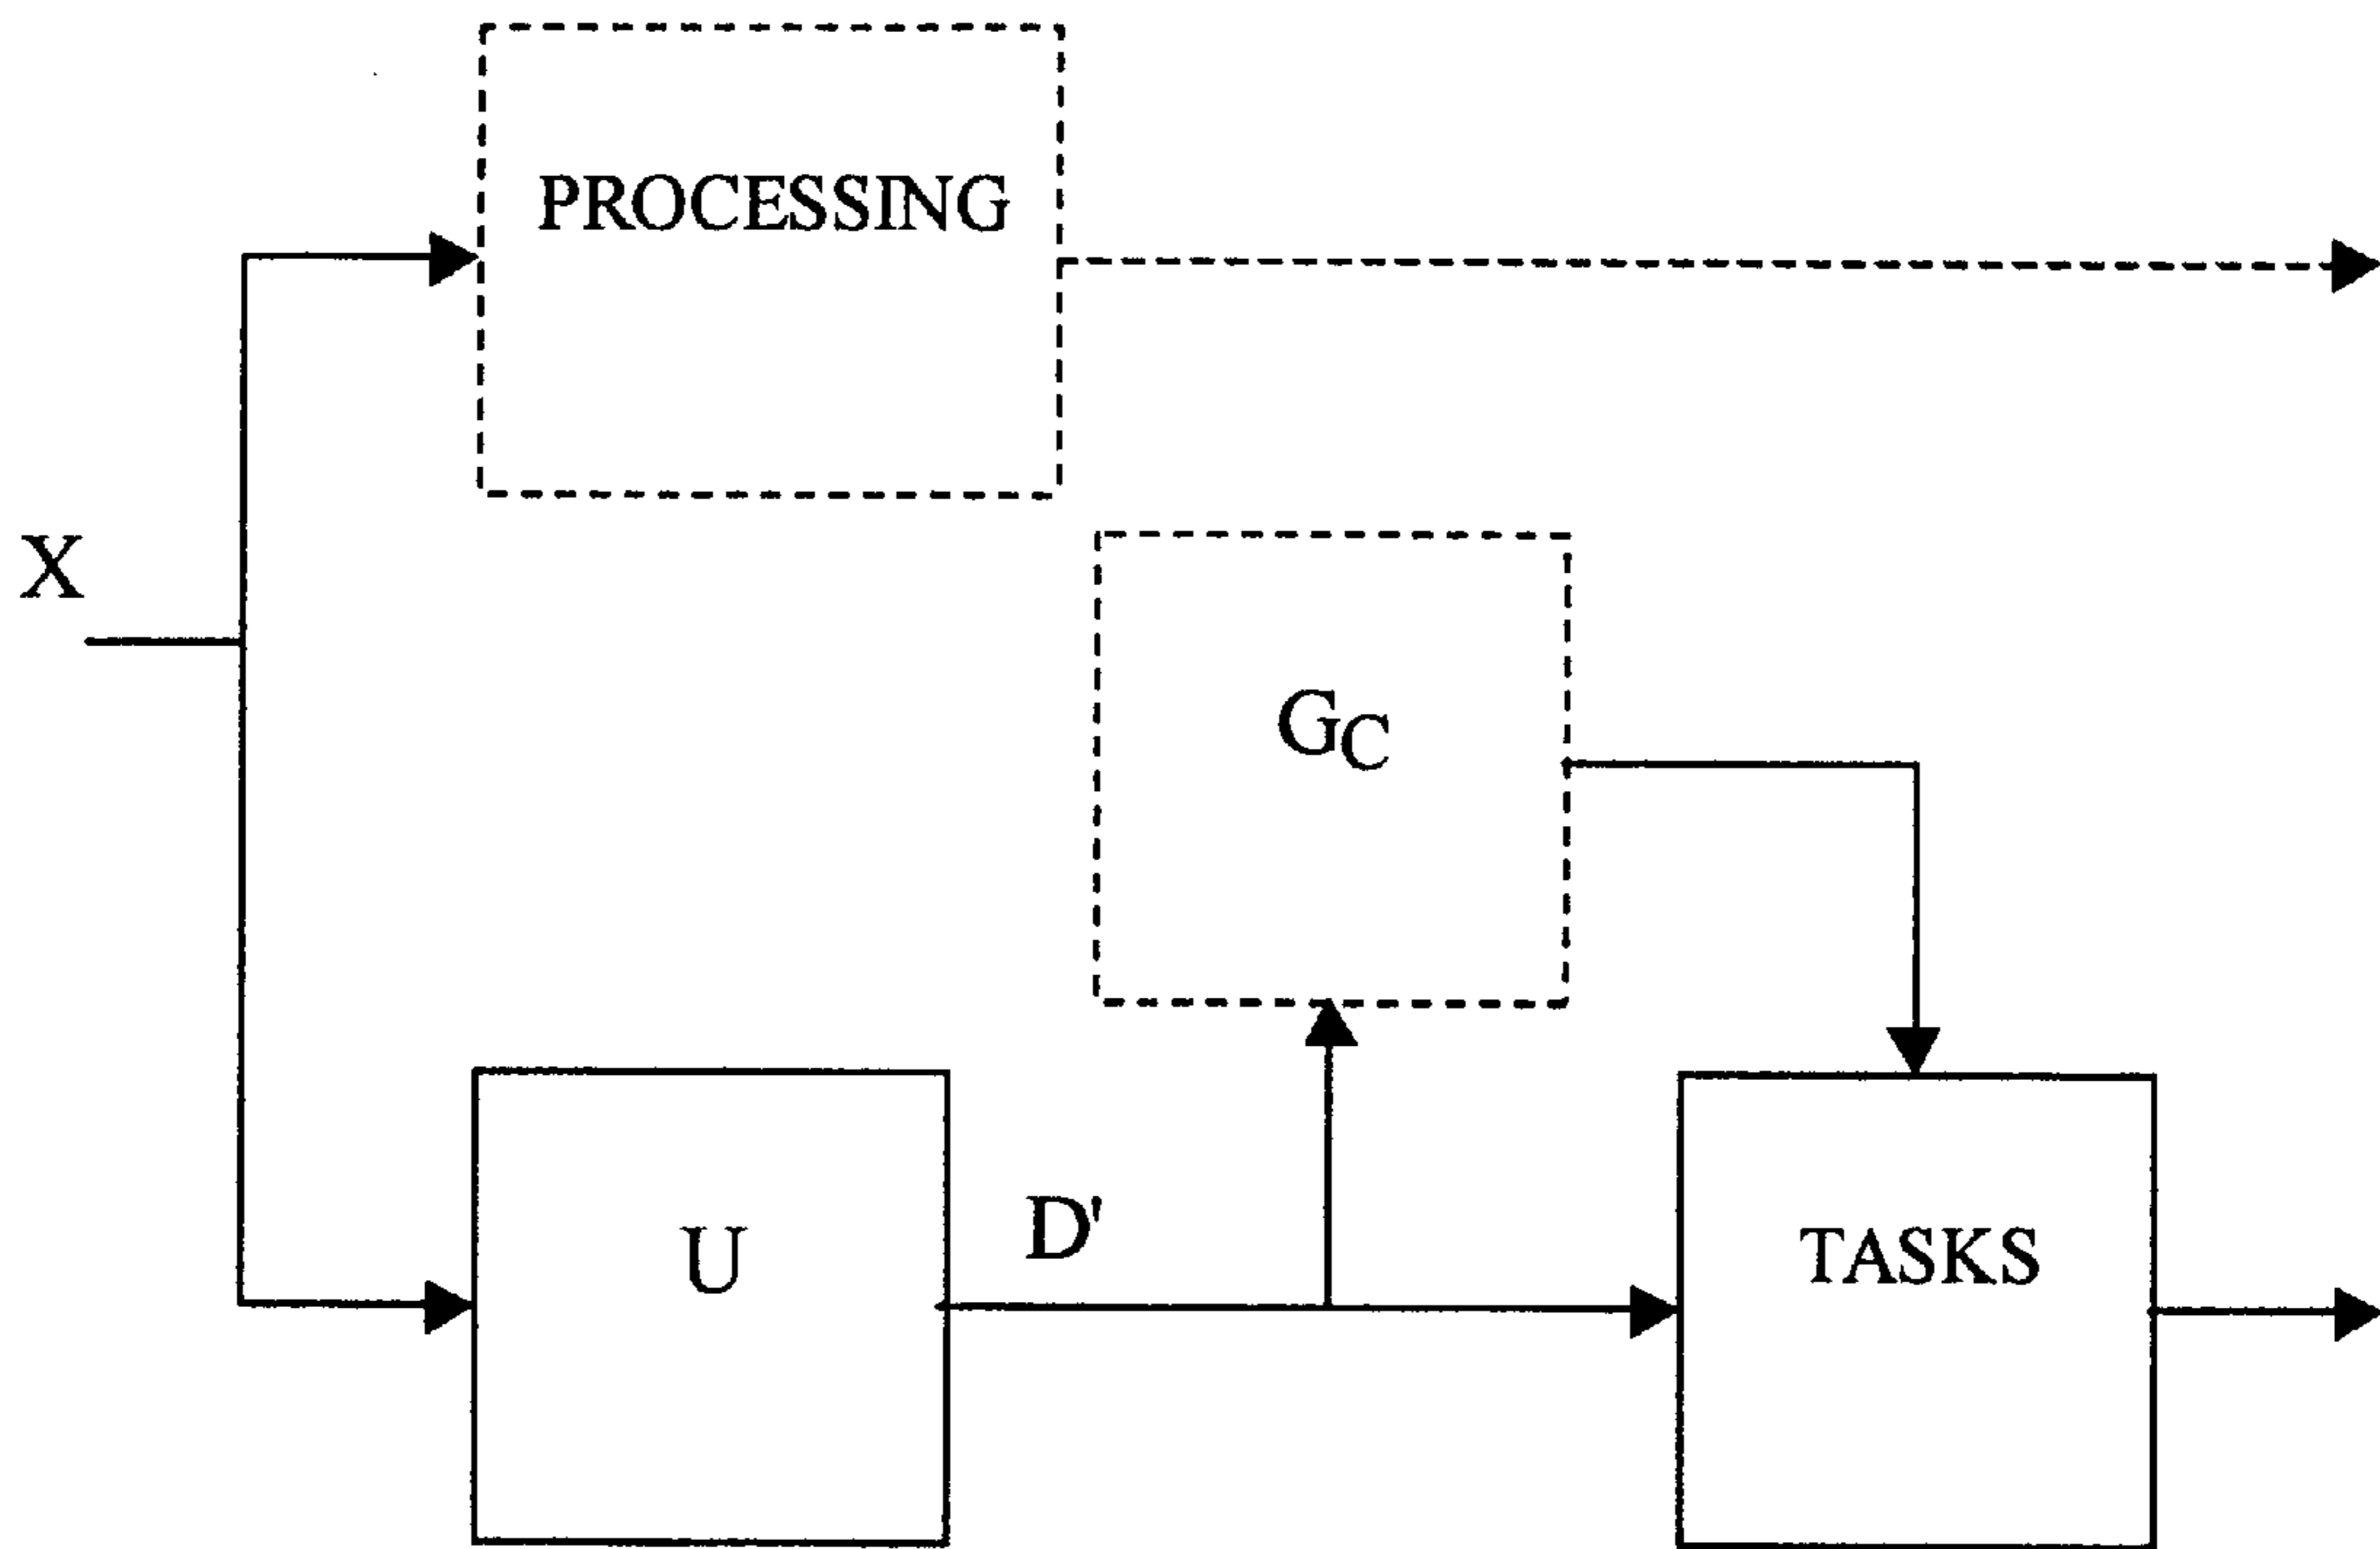 PROCESSING
X
GC
D'
U
TASKS